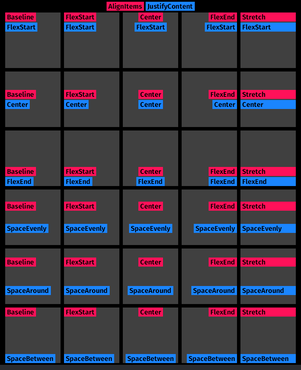 AlignItems JustifyContent
Baseline FlexStart Center FlexEnd Stretch
FlexStart FlexStart FlexStart FlexStart FlexStart
Baseline FlexStart Center FlexEnd Stretch
Center Center Center Center Center
Baseline FlexStart Center FlexEnd Stretch
FlexEnd FlexEnd FlexEnd FlexEnd FlexEnd
Baseline FlexStart Center FlexEnd Stretch
SpaceEvenly SpaceEvenly SpaceEvenly SpaceEvenly SpaceEvenly
Baseline FlexStart Center FlexEnd Stretch
SpaceAround SpaceAround SpaceAround SpaceAround SpaceAround
Baseline FlexStart Center FlexEnd Stretch
SpaceBetween SpaceBetween SpaceBetween SpaceBetween SpaceBetween